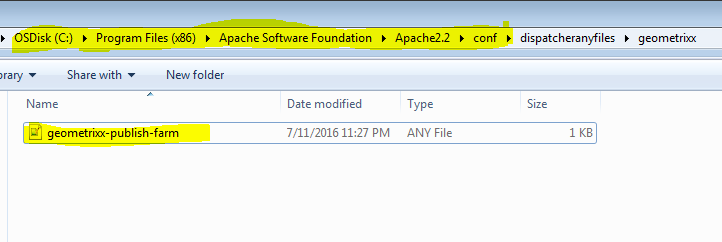 OSDisk (C:) Program Files (x86) Apache Software Foundation Apache2.2 conf dispatcheranyfiles geometrixx
ibrary Share with New folder
Name Date modified Type Size
geometrixx-publish-farm 7/11/2016 11:27 PM ANY File 1 KB